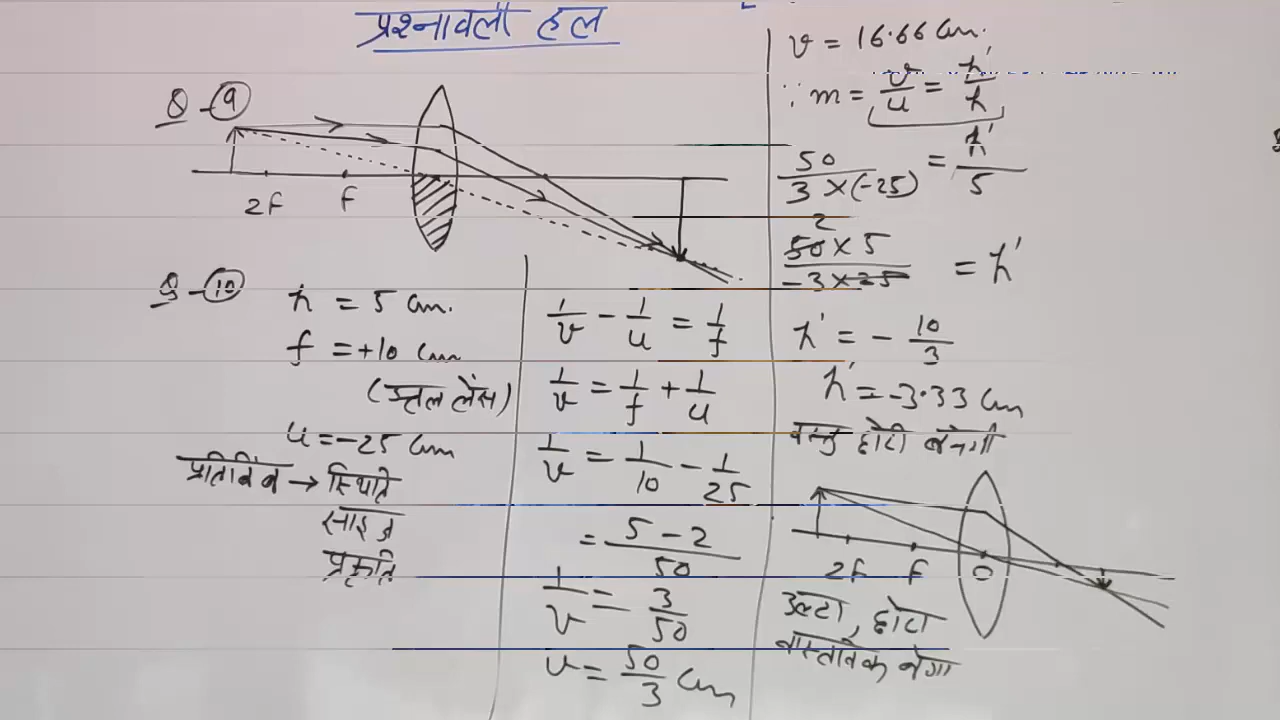 प्रश्नावली हल
Q-9
2F F
Q-10
h = 5 cm.
f = +10 cm
(उत्तल लेंस)
u = -25 cm
प्रतिबिंब → स्थिति
साइज
प्रकृति
1/v - 1/u = 1/f
1/v = 1/f + 1/u
1/v = 1/10 - 1/25
= 5-2/50
1/v = 3/50
v = 50/3 cm
v = 16.66 cm.
∵ m = v/u = h'/h
50/3×(-25) = h'/5
2
50×5/-3×25 = h'
h' = -10/3
h' = -3.33 cm
वस्तु छोटी बनेगी
2F F O
उल्टा, छोटा
वास्तविक बनेगा